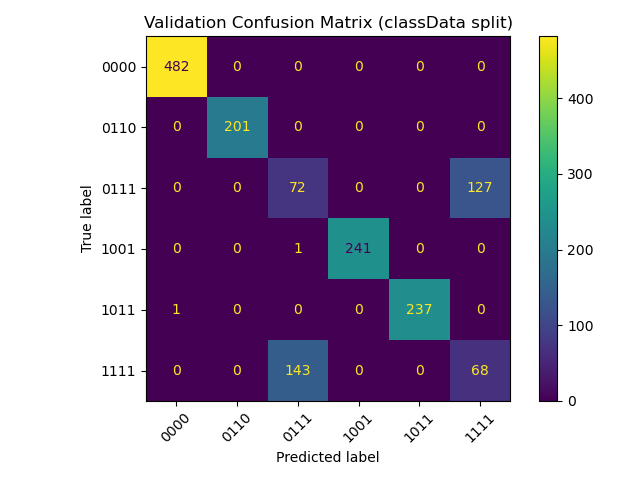 Validation Confusion Matrix (classData split)
0000 482 0 0 0 0 0
0110 0 201 0 0 0 0
0111 0 0 72 0 0 127
1001 0 0 1 241 0 0
1011 1 0 0 0 237 0
1111 0 0 143 0 0 68
0000 0110 0111 1001 1011 1111
Predicted label
True label
400
300
200
100
0